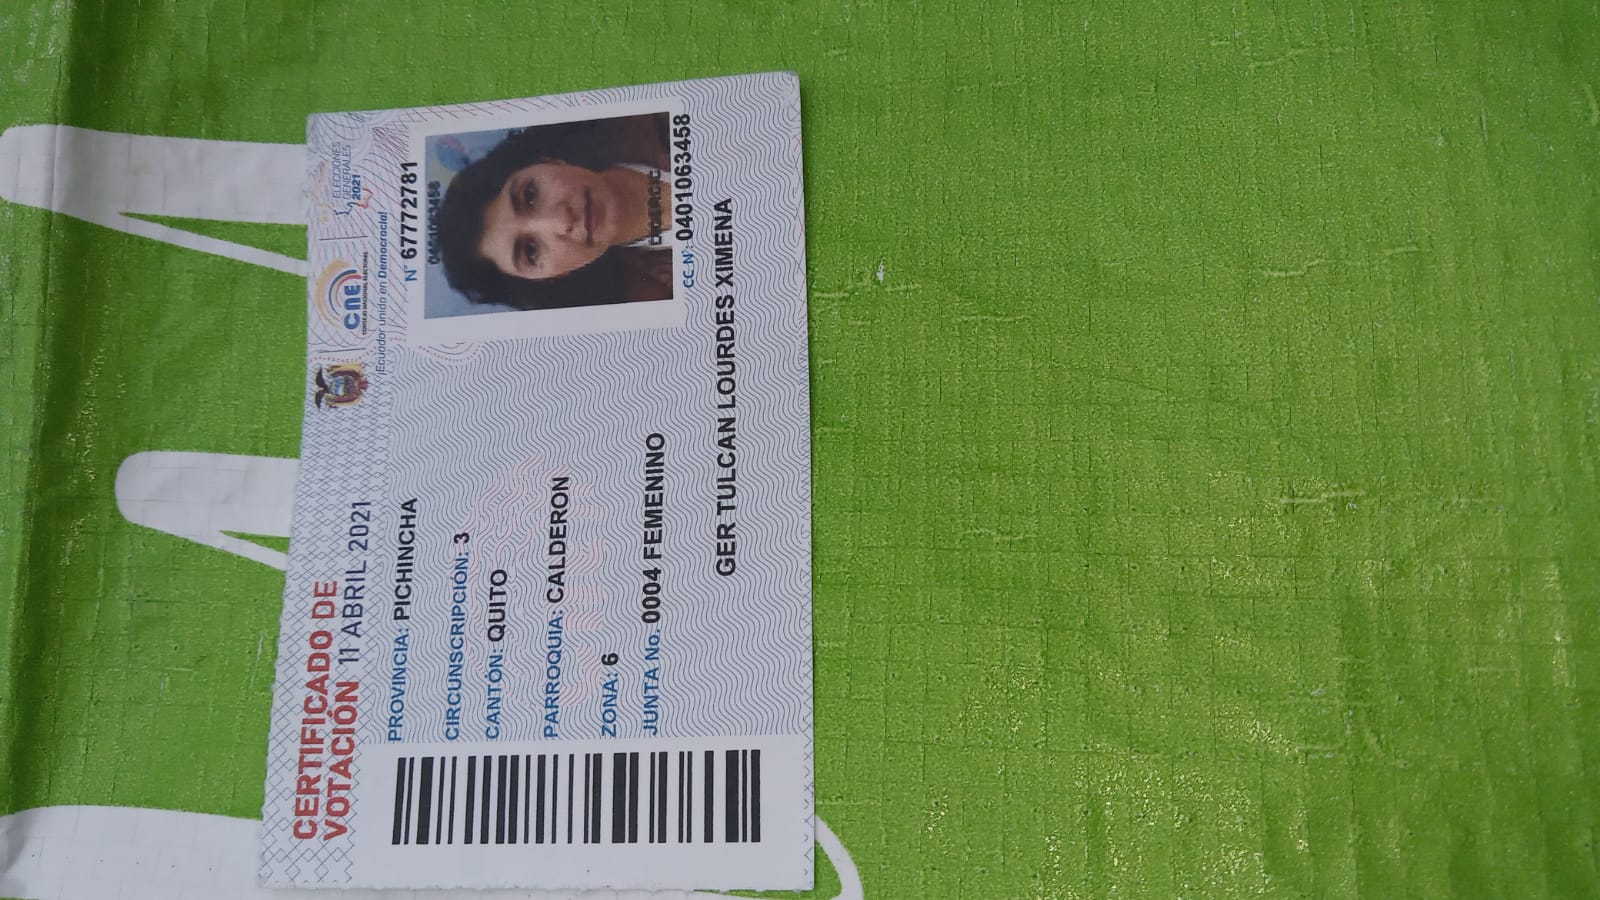 CERTIFICADO DE
VOTACIÓN 11 ABRIL 2021
CNE
CONSEJO NACIONAL ELECTORAL
ELECCIONES
GENERALES
2021
¡Ecuador unido en Democracia!
N° 67772781
PROVINCIA: PICHINCHA
CIRCUNSCRIPCIÓN: 3
CANTÓN: QUITO
PARROQUIA: CALDERON
ZONA: 6
JUNTA No. 0004 FEMENINO
0401063458
CC N°: 0401063458
GER TULCAN LOURDES XIMENA